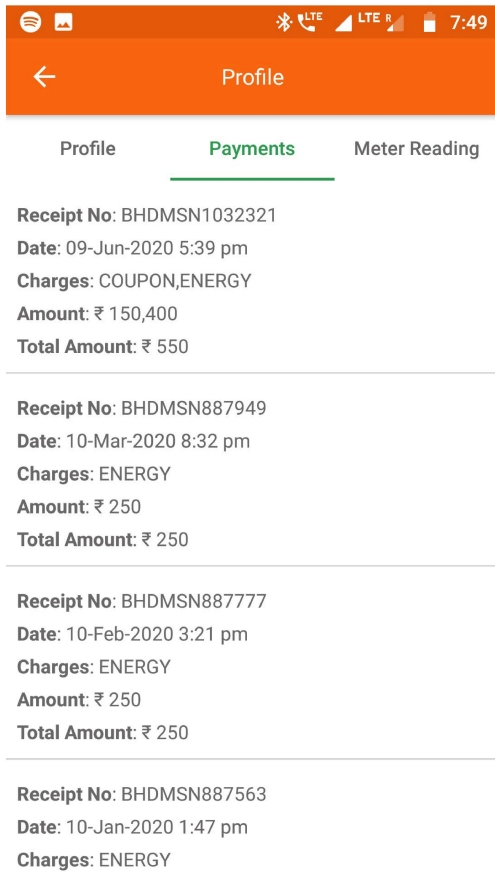 LTE LTE R 7:49
Profile
Profile Payments Meter Reading
Receipt No: BHDMSN1032321
Date: 09-Jun-2020 5:39 pm
Charges: COUPON,ENERGY
Amount: ₹ 150,400
Total Amount: ₹ 550
Receipt No: BHDMSN887949
Date: 10-Mar-2020 8:32 pm
Charges: ENERGY
Amount: ₹ 250
Total Amount: ₹ 250
Receipt No: BHDMSN887777
Date: 10-Feb-2020 3:21 pm
Charges: ENERGY
Amount: ₹ 250
Total Amount: ₹ 250
Receipt No: BHDMSN887563
Date: 10-Jan-2020 1:47 pm
Charges: ENERGY